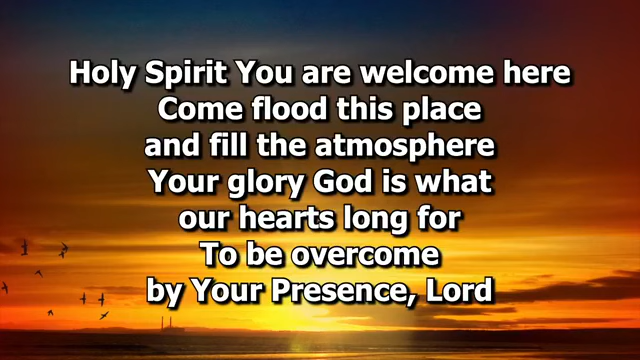 Holy Spirit You are welcome here
Come flood this place
and fill the atmosphere
Your glory God is what
our hearts long for
To be overcome
by Your Presence, Lord